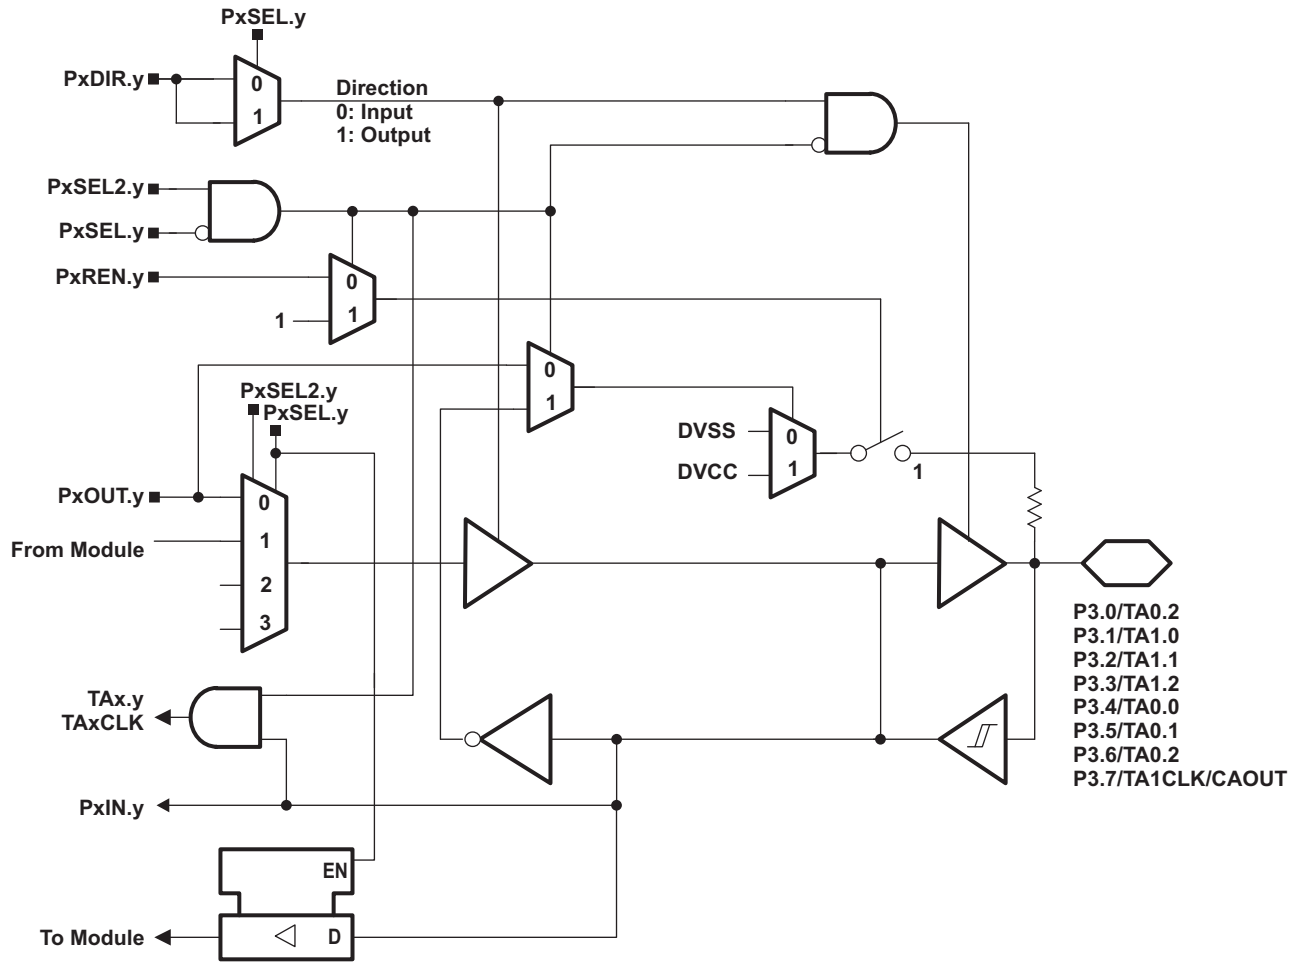 PxSEL.y
PxDIR.y
0
1
Direction
0: Input
1: Output
PxSEL2.y
PxSEL.y
PxREN.y
0
1
1
0
1
PxSEL2.y
PxSEL.y
DVSS
0
DVCC
1
1
PxOUT.y
0
From Module
1
2
3
P3.0/TA0.2
P3.1/TA1.0
P3.2/TA1.1
P3.3/TA1.2
P3.4/TA0.0
P3.5/TA0.1
P3.6/TA0.2
P3.7/TA1CLK/CAOUT
TAx.y
TAxCLK
PxIN.y
EN
To Module
D